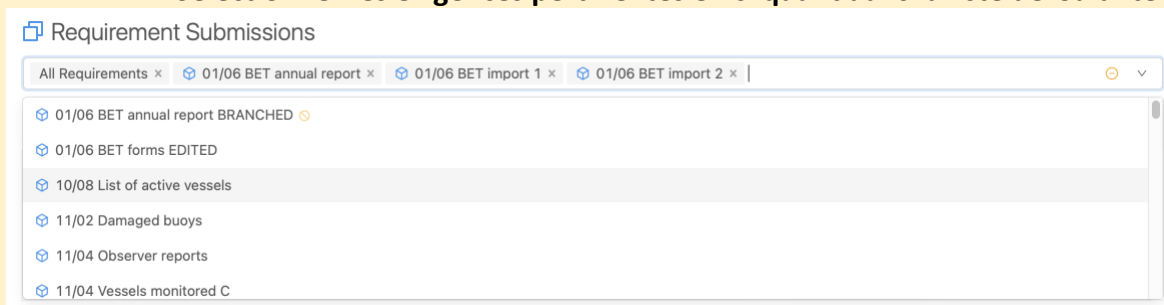 Requirement Submissions
All Requirements × 01/06 BET annual report × 01/06 BET import 1 × 01/06 BET import 2 ×
01/06 BET annual report BRANCHED
01/06 BET forms EDITED
10/08 List of active vessels
11/02 Damaged buoys
11/04 Observer reports
11/04 Vessels monitored C